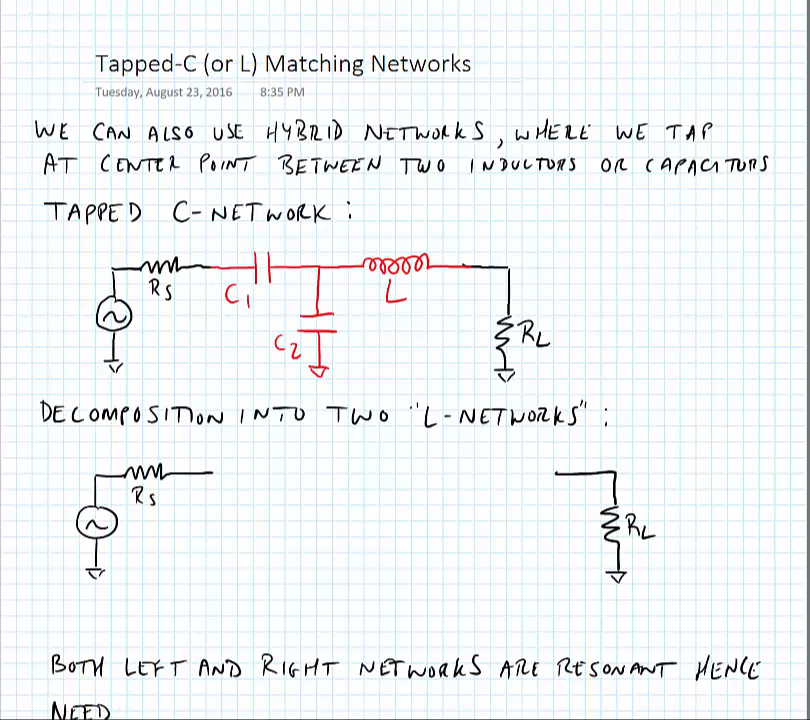 Tapped-C (or L) Matching Networks
Tuesday, August 23, 2016 8:35 PM
WE CAN ALSO USE HYBRID NETWORKS, WHERE WE TAP
AT CENTER POINT BETWEEN TWO INDUCTORS OR CAPACITORS
TAPPED C-NETWORK:
RS C1 L
C2 RL
DECOMPOSITION INTO TWO "L-NETWORKS":
RS
RL
BOTH LEFT AND RIGHT NETWORKS ARE RESONANT HENCE
NEED